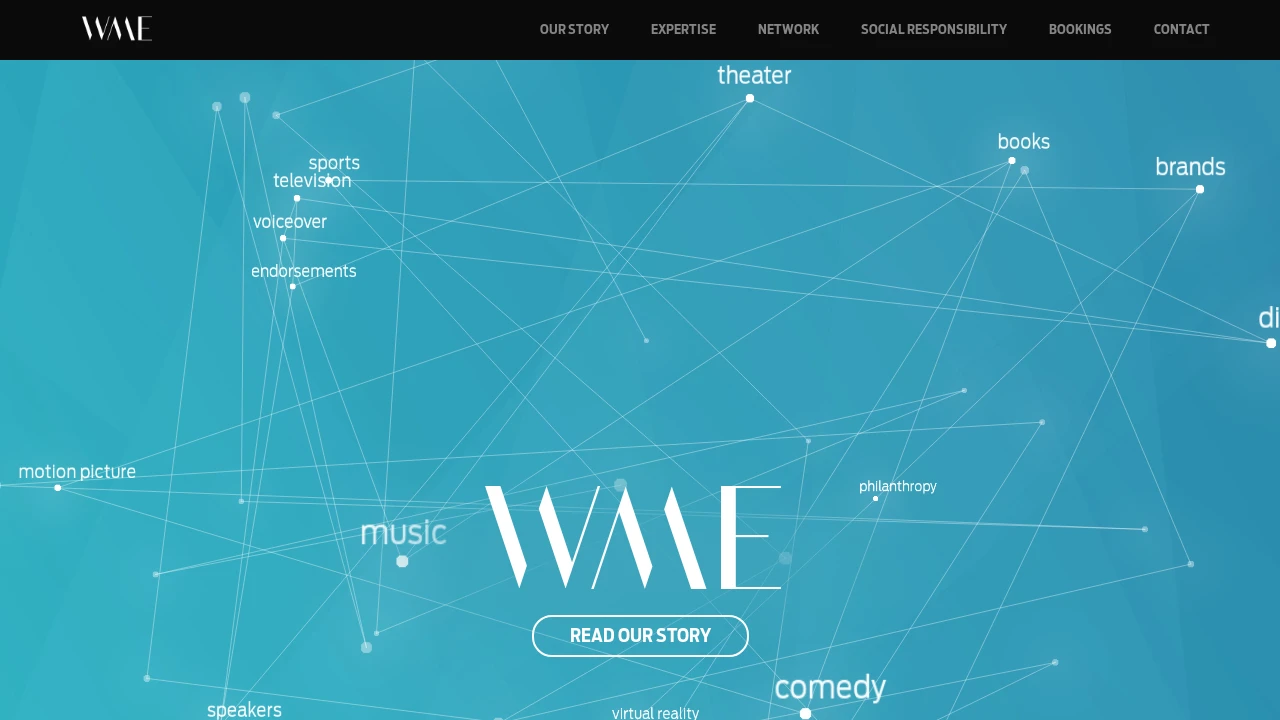 WME
OUR STORY
EXPERTISE
NETWORK
SOCIAL RESPONSIBILITY
BOOKINGS
CONTACT
theater
books
brands
sports
television
voiceover
endorsements
di
motion picture
philanthropy
music
WME
READ OUR STORY
comedy
speakers
virtual reality